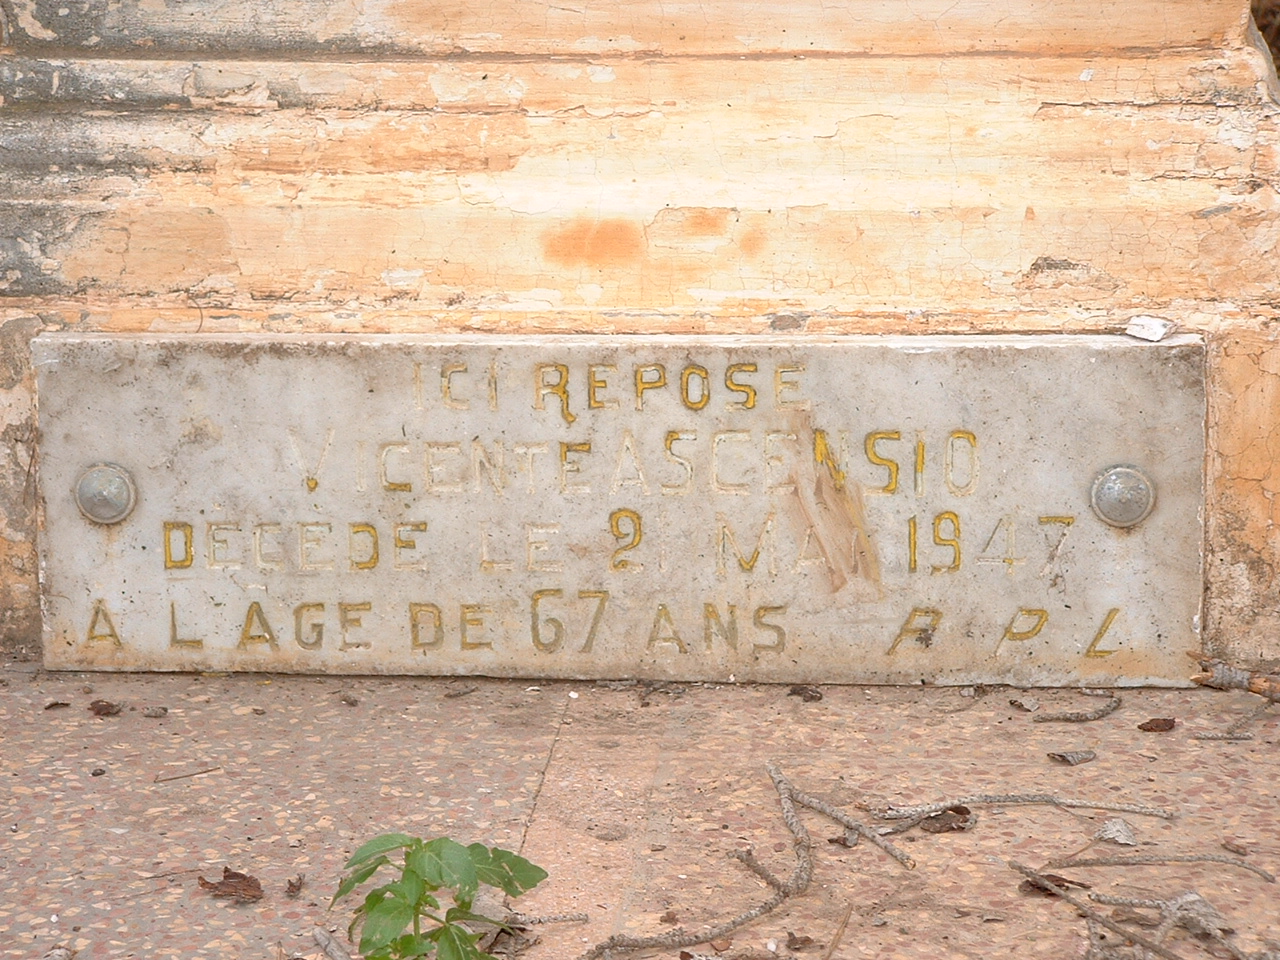 ICI REPOSE
VICENTE ASCENSIO
DECEDE LE 21 MAI 1947
A L AGE DE 67 ANS P P L